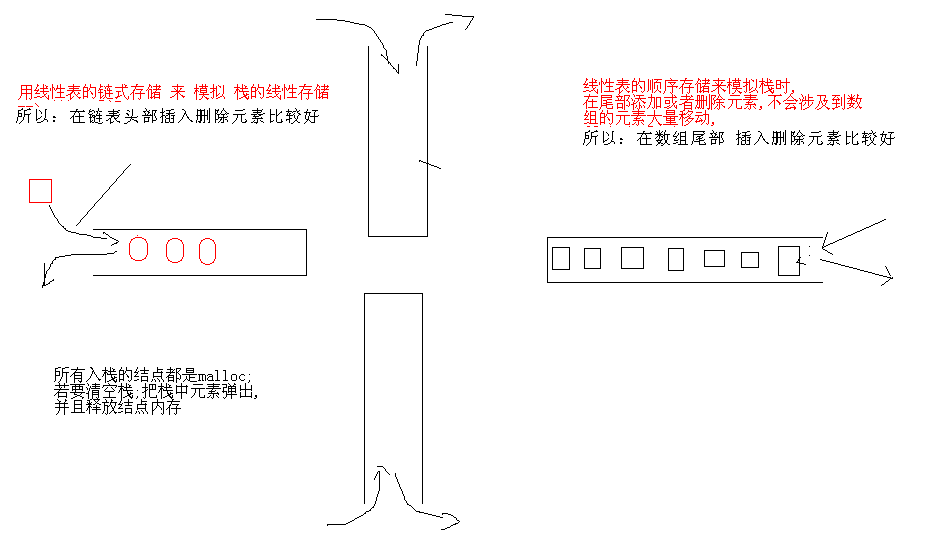 用线性表的链式存储 来 模拟 栈的线性存储
所以：在链表头部插入删除元素比较好
线性表的顺序存储来模拟栈时,
在尾部添加或者删除元素,不会涉及到数
组的元素大量移动,
所以：在数组尾部 插入删除元素比较好
所有入栈的结点都是malloc;
若要清空栈;把栈中元素弹出,
并且释放结点内存